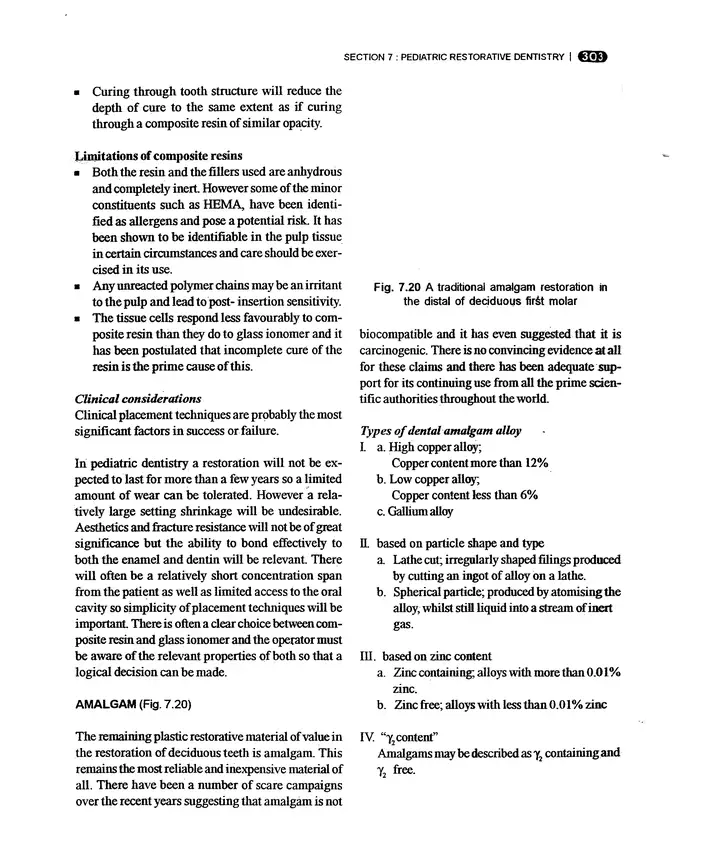 SECTION 7 : PEDIATRIC RESTORATIVE DENTISTRY | 303
▪ Curing through tooth structure will reduce the
depth of cure to the same extent as if curing
through a composite resin of similar opacity.
Limitations of composite resins
▪ Both the resin and the fillers used are anhydrous
and completely inert. However some of the minor
constituents such as HEMA, have been identi-
fied as allergens and pose a potential risk. It has
been shown to be identifiable in the pulp tissue
in certain circumstances and care should be exer-
cised in its use.
▪ Any unreacted polymer chains may be an irritant
to the pulp and lead to post- insertion sensitivity.
▪ The tissue cells respond less favourably to com-
posite resin than they do to glass ionomer and it
has been postulated that incomplete cure of the
resin is the prime cause of this.
Clinical considerations
Clinical placement techniques are probably the most
significant factors in success or failure.
In pediatric dentistry a restoration will not be ex-
pected to last for more than a few years so a limited
amount of wear can be tolerated. However a rela-
tively large setting shrinkage will be undesirable.
Aesthetics and fracture resistance will not be of great
significance but the ability to bond effectively to
both the enamel and dentin will be relevant. There
will often be a relatively short concentration span
from the patient as well as limited access to the oral
cavity so simplicity of placement techniques will be
important. There is often a clear choice between com-
posite resin and glass ionomer and the operator must
be aware of the relevant properties of both so that a
logical decision can be made.
AMALGAM (Fig. 7.20)
The remaining plastic restorative material of value in
the restoration of deciduous teeth is amalgam. This
remains the most reliable and inexpensive material of
all. There have been a number of scare campaigns
over the recent years suggesting that amalgam is not
Fig. 7.20 A traditional amalgam restoration in
the distal of deciduous first molar
biocompatible and it has even suggested that it is
carcinogenic. There is no convincing evidence at all
for these claims and there has been adequate sup-
port for its continuing use from all the prime scien-
tific authorities throughout the world.
Types of dental amalgam alloy
I. a. High copper alloy;
Copper content more than 12%
b. Low copper alloy;
Copper content less than 6%
c. Gallium alloy
II. based on particle shape and type
a. Lathe cut; irregularly shaped filings produced
by cutting an ingot of alloy on a lathe.
b. Spherical particle; produced by atomising the
alloy, whilst still liquid into a stream of inert
gas.
III. based on zinc content
a. Zinc containing; alloys with more than 0.01%
zinc.
b. Zinc free; alloys with less than 0.01% zinc
IV. “γ₂ content”
Amalgams may be described as γ₂ containing and
γ₂ free.